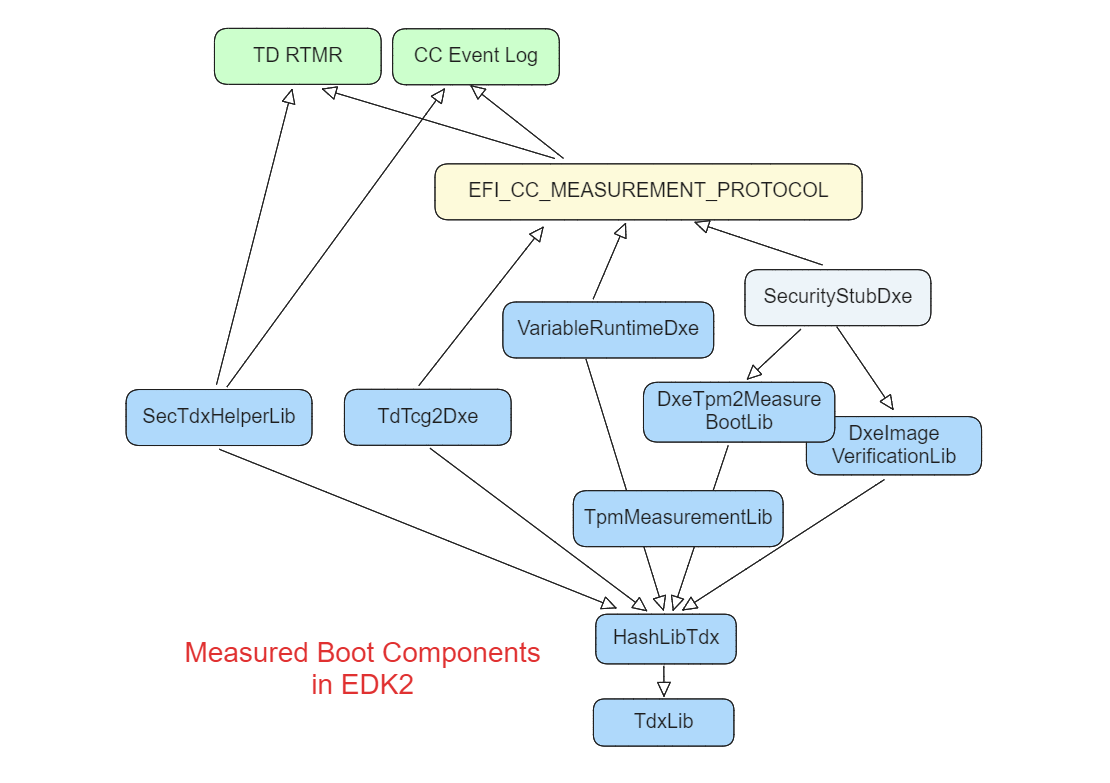 TD RTMR
CC Event Log
EFI_CC_MEASUREMENT_PROTOCOL
SecurityStubDxe
VariableRuntimeDxe
SecTdxHelperLib
TdTcg2Dxe
DxeTpm2Measure
BootLib
DxeImage
VerificationLib
TpmMeasurementLib
HashLibTdx
Measured Boot Components
in EDK2
TdxLib